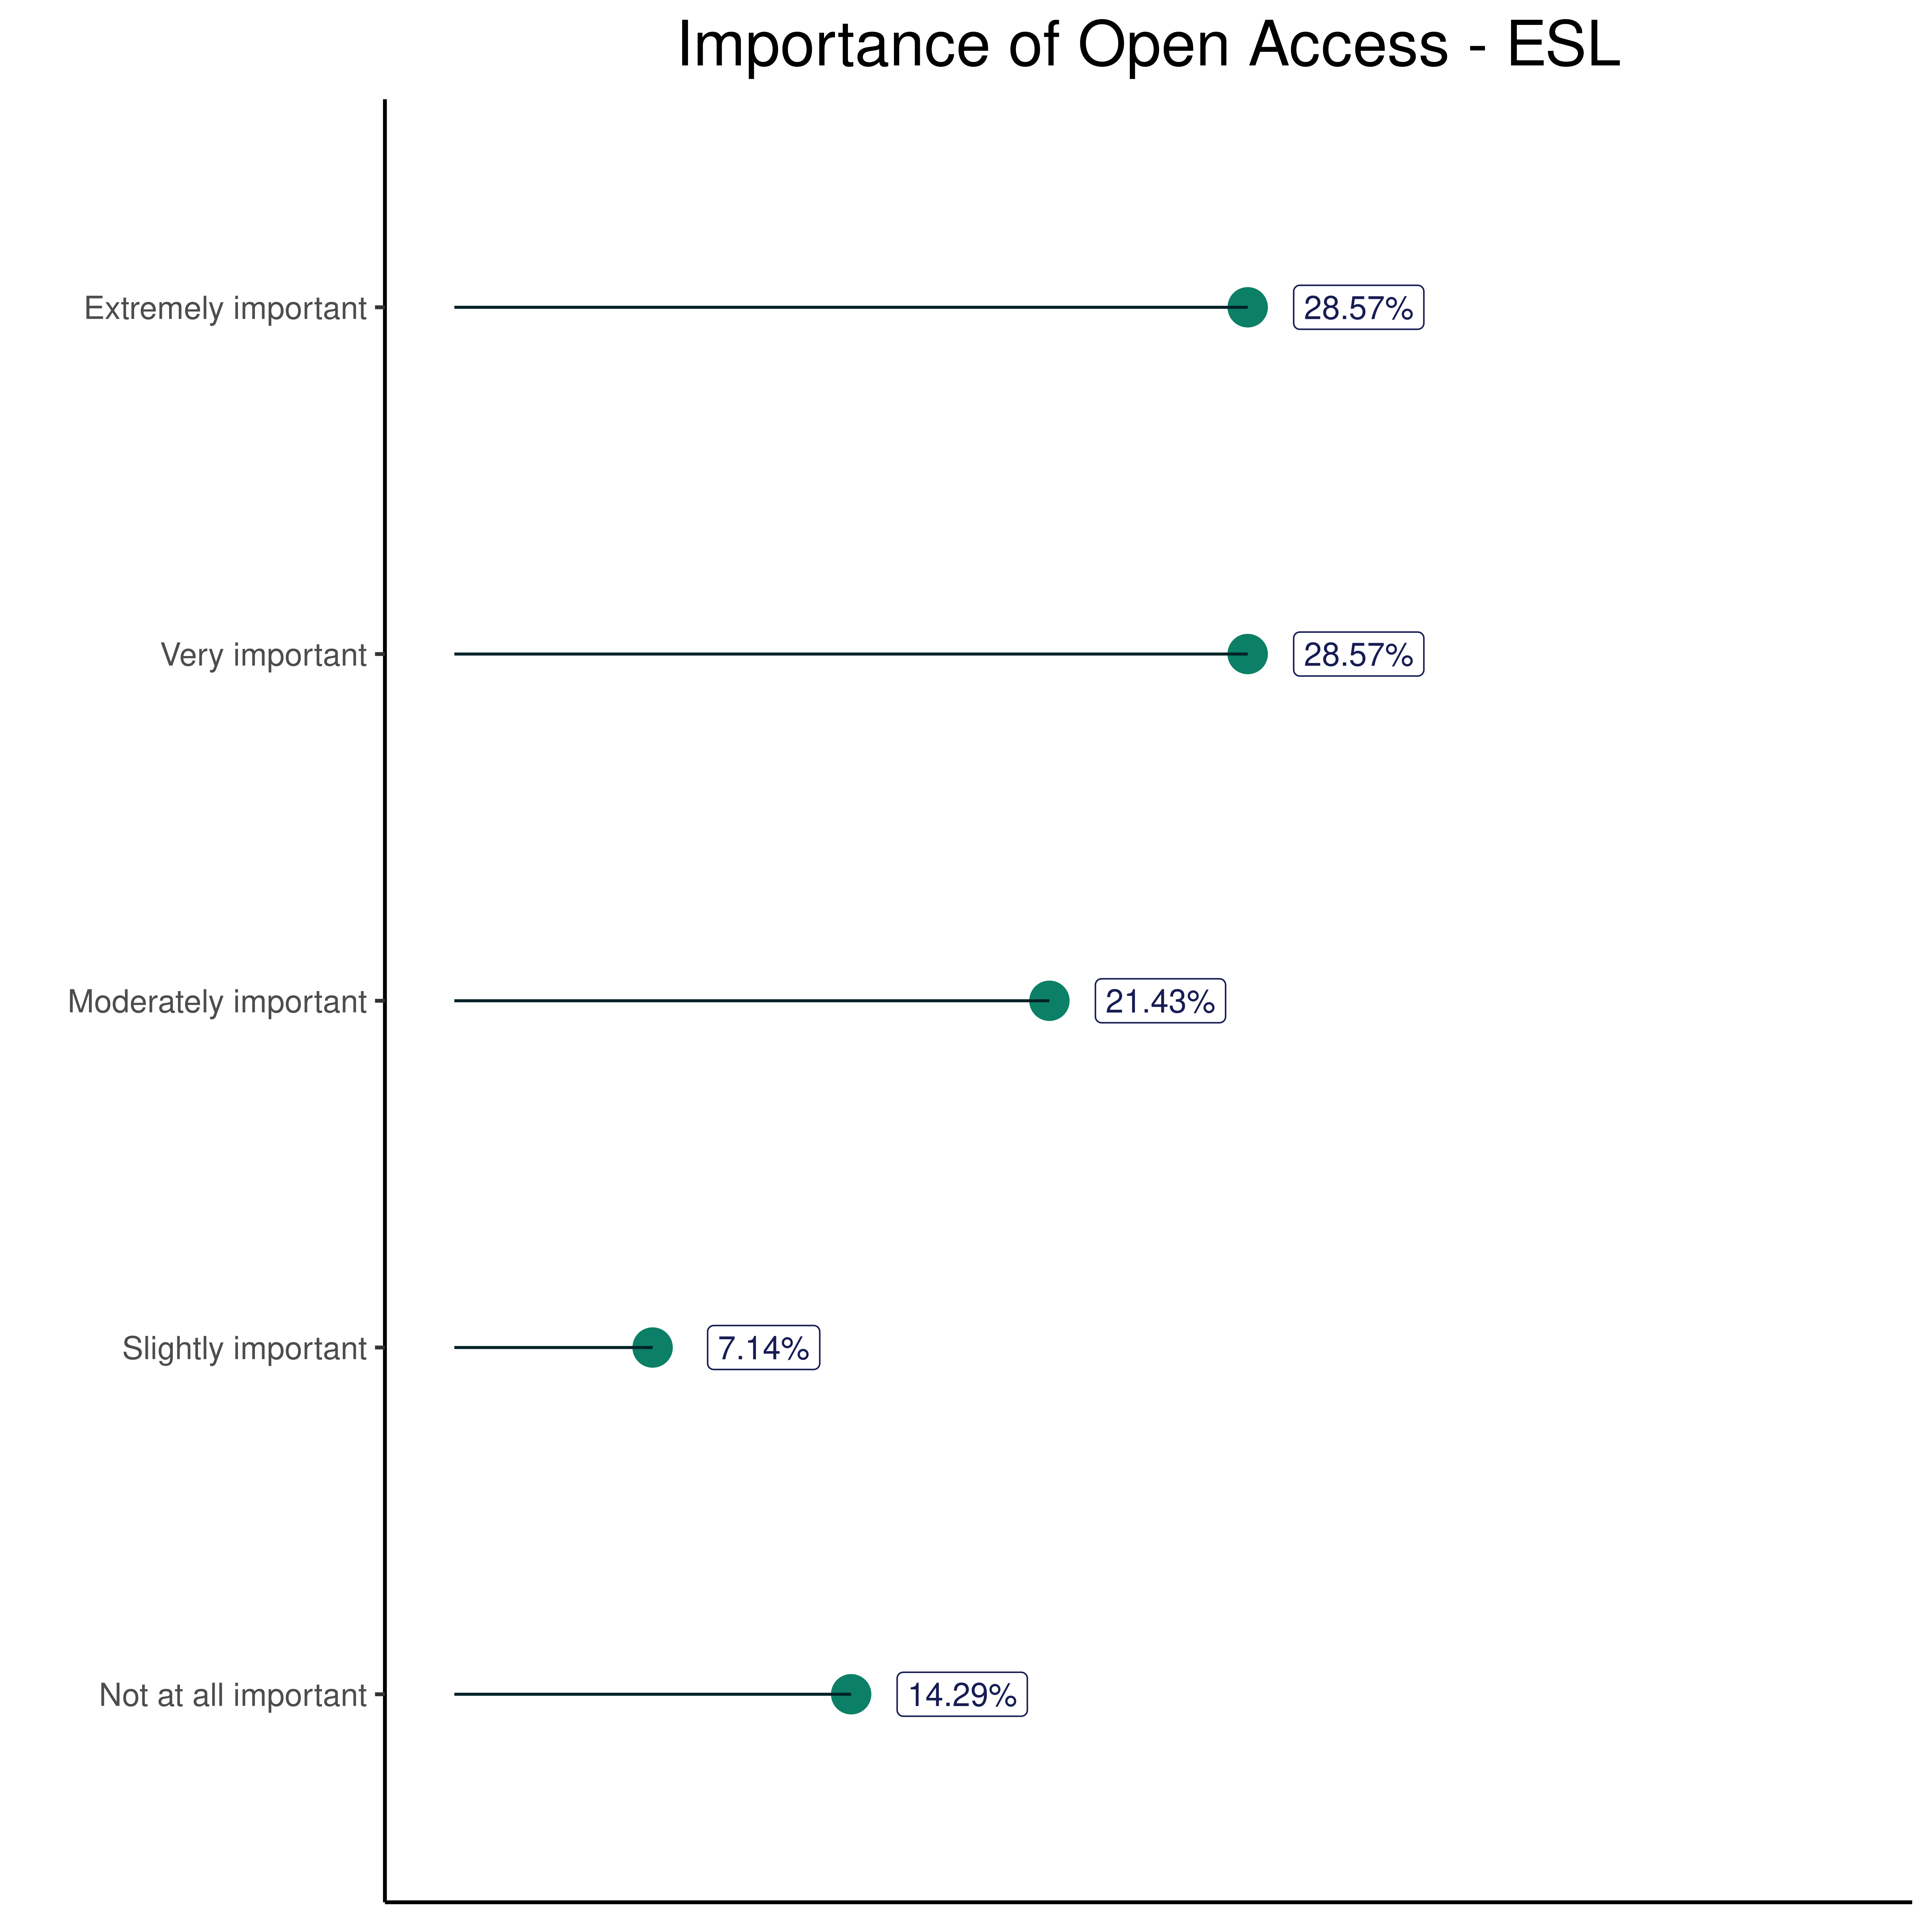 Importance of Open Access - ESL
Extremely important 28.57%
Very important 28.57%
Moderately important 21.43%
Slightly important 7.14%
Not at all important 14.29%